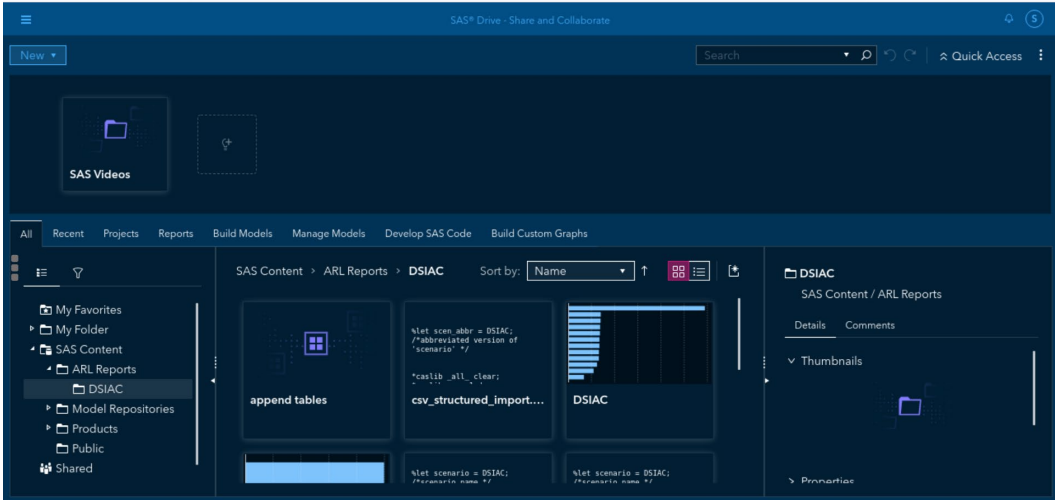 SAS® Drive - Share and Collaborate
S
New
Search
Quick Access
SAS Videos
All Recent Projects Reports Build Models Manage Models Develop SAS Code Build Custom Graphs
My Favorites
My Folder
SAS Content
ARL Reports
DSIAC
Model Repositories
Products
Public
Shared
SAS Content > ARL Reports > DSIAC
Sort by: Name
append tables
%let scen_abbr = DSIAC;
/*abbreviated version of
'scenario' */
*caslib _all_ clear;
csv_structured_import....
DSIAC
%let scenario = DSIAC;
/*scenario name */
%let scenario = DSIAC;
/*scenario name */
DSIAC
SAS Content / ARL Reports
Details Comments
Thumbnails
Properties